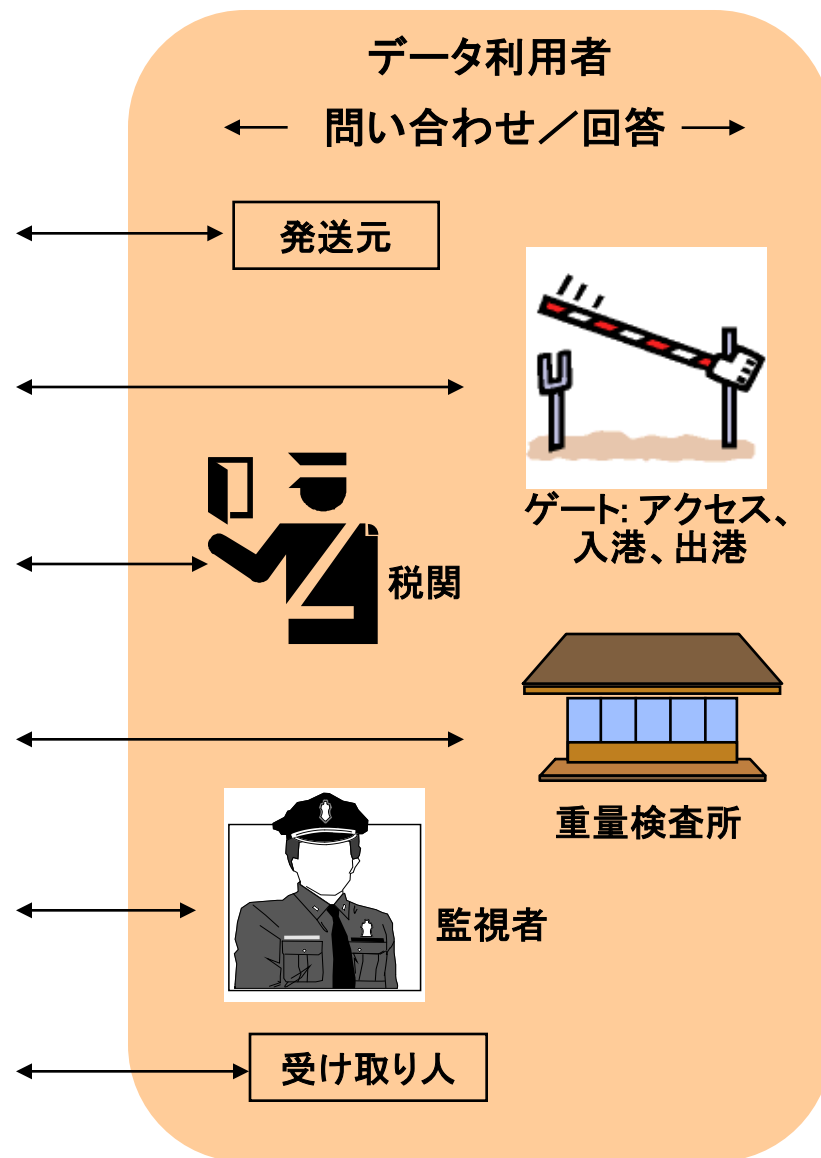 データ利用者
問い合わせ／回答
発送元
ゲート: アクセス、
入港、出港
税関
重量検査所
監視者
受け取り人